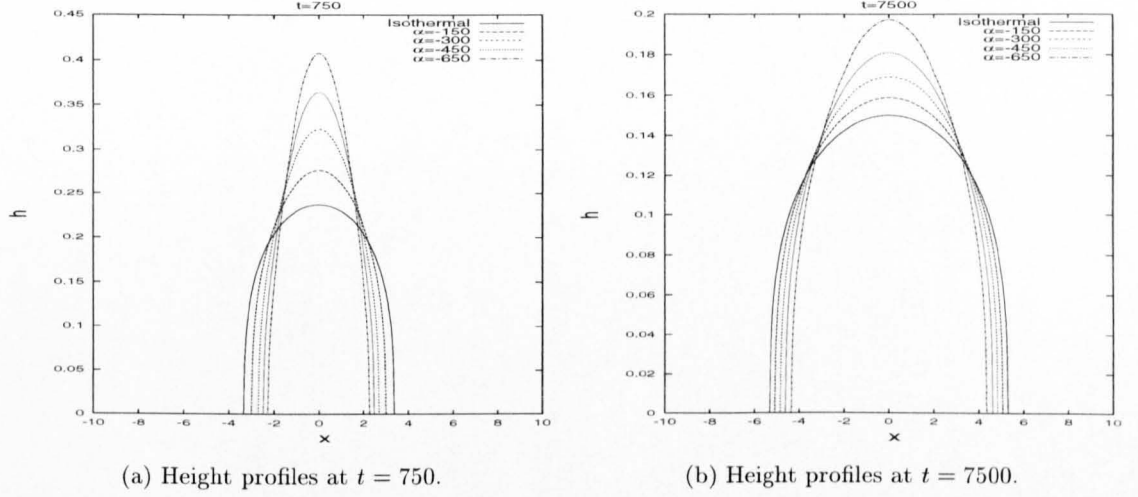 t=750
Isothermal
α=-150
α=-300
α=-450
α=-650
0.45
0.4
0.35
0.3
0.25
0.2
0.15
0.1
0.05
0
h
-10 -8 -6 -4 -2 0 2 4 6 8 10
x
(a) Height profiles at t = 750.
t=7500
Isothermal
α=-150
α=-300
α=-450
α=-650
0.2
0.18
0.16
0.14
0.12
0.1
0.08
0.06
0.04
0.02
0
h
-10 -8 -6 -4 -2 0 2 4 6 8 10
x
(b) Height profiles at t = 7500.